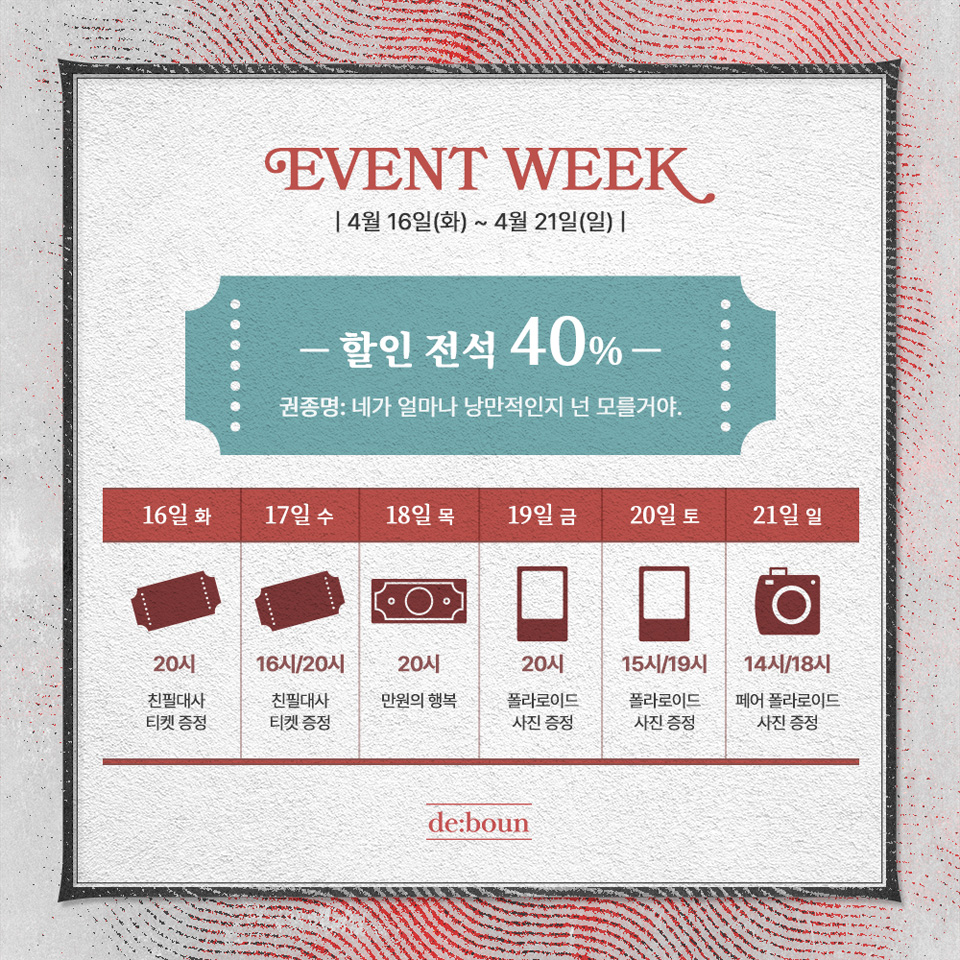 EVENT WEEK
| 4월 16일(화) ~ 4월 21일(일) |
– 할인 전석 40% –
권종명: 네가 얼마나 낭만적인지 넌 모를거야.
16일 화
17일 수
18일 목
19일 금
20일 토
21일 일
20시
16시/20시
20시
20시
15시/19시
14시/18시
친필대사
티켓 증정
친필대사
티켓 증정
만원의 행복
폴라로이드
사진 증정
폴라로이드
사진 증정
페어 폴라로이드
사진 증정
de:boun